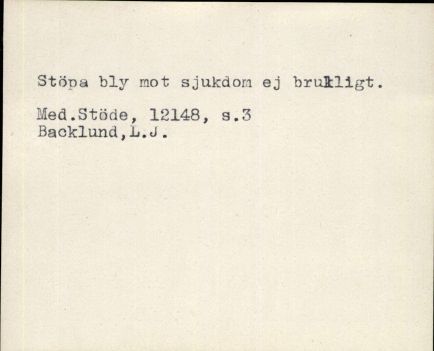 Stöpa bly mot sjukdom ej brukligt.
Med.Stöde, 12148, s.3
Backlund,L.J.